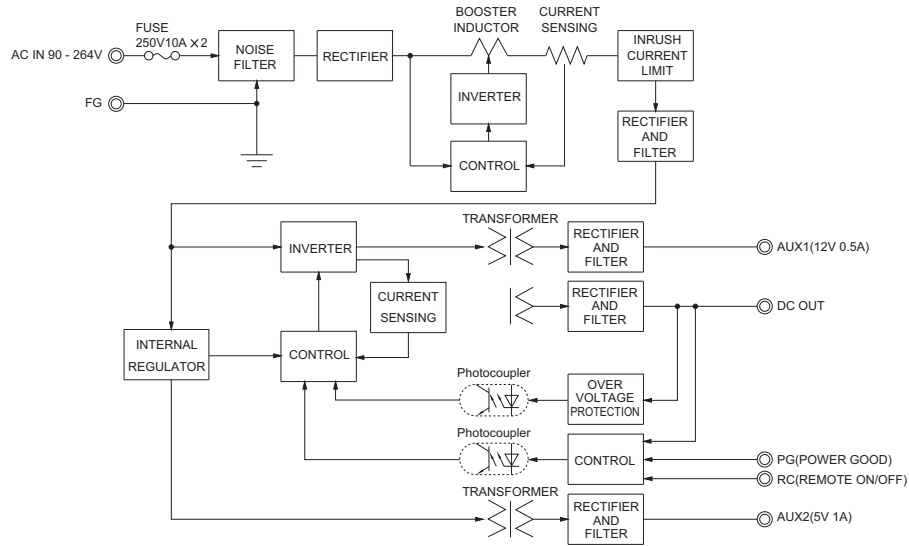 BOOSTER
INDUCTOR
CURRENT
SENSING
FUSE
250V10A ×2
AC IN 90 - 264V
NOISE
FILTER
RECTIFIER
INRUSH
CURRENT
LIMIT
INVERTER
FG
RECTIFIER
AND
FILTER
CONTROL
TRANSFORMER
INVERTER
RECTIFIER
AND
FILTER
AUX1(12V 0.5A)
CURRENT
SENSING
RECTIFIER
AND
FILTER
DC OUT
INTERNAL
REGULATOR
CONTROL
Photocoupler
OVER
VOLTAGE
PROTECTION
Photocoupler
CONTROL
PG(POWER GOOD)
RC(REMOTE ON/OFF)
TRANSFORMER
RECTIFIER
AND
FILTER
AUX2(5V 1A)